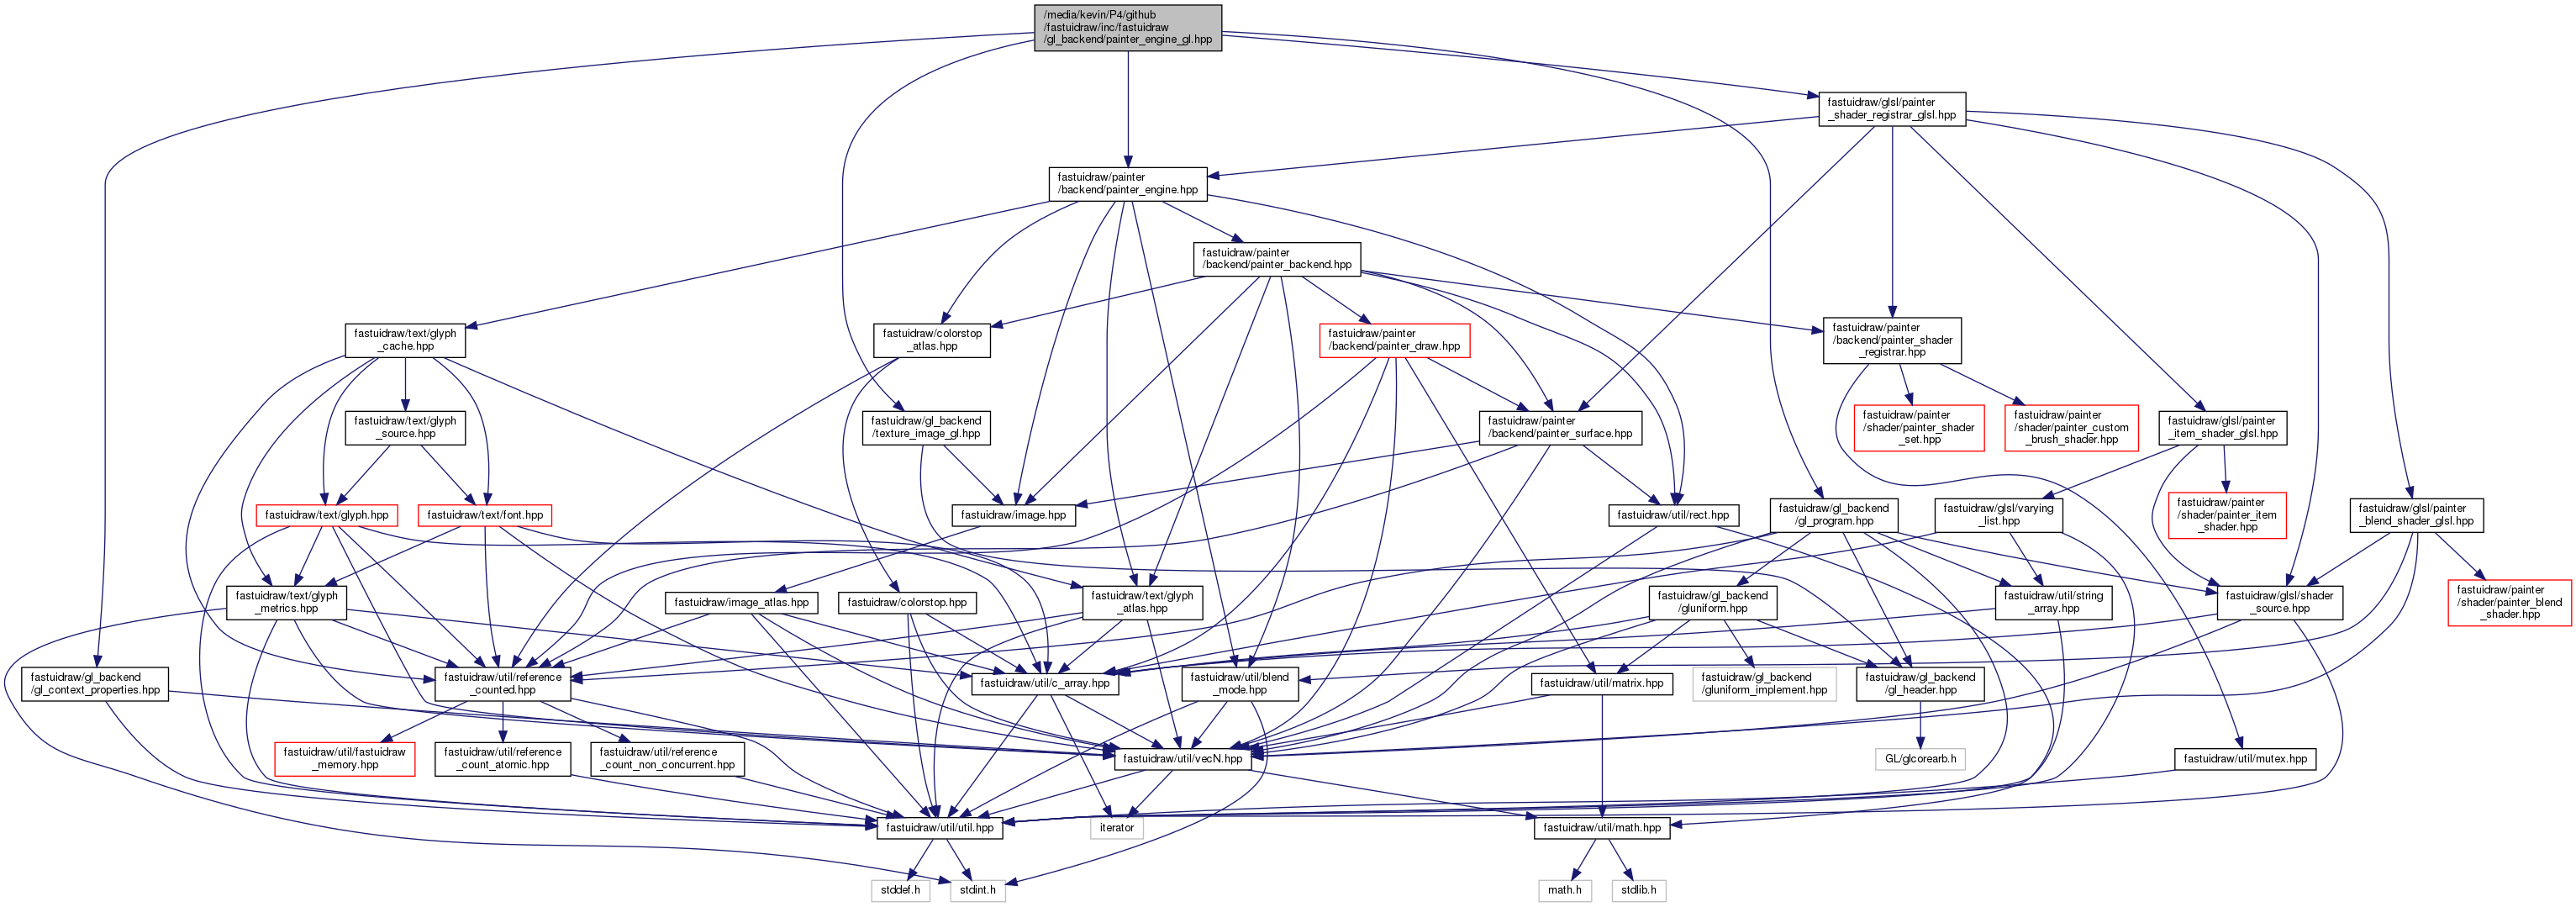 /media/kevin/P4/github
/fastuidraw/inc/fastuidraw
/gl_backend/painter_engine_gl.hpp
fastuidraw/glsl/painter
_shader_registrar_glsl.hpp
fastuidraw/painter
/backend/painter_engine.hpp
fastuidraw/painter
/backend/painter_backend.hpp
fastuidraw/text/glyph
_cache.hpp
fastuidraw/colorstop
_atlas.hpp
fastuidraw/painter
/backend/painter_draw.hpp
fastuidraw/painter
/backend/painter_shader
_registrar.hpp
fastuidraw/text/glyph
_source.hpp
fastuidraw/gl_backend
/texture_image_gl.hpp
fastuidraw/painter
/backend/painter_surface.hpp
fastuidraw/painter
/shader/painter_shader
_set.hpp
fastuidraw/painter
/shader/painter_custom
_brush_shader.hpp
fastuidraw/glsl/painter
_item_shader_glsl.hpp
fastuidraw/text/glyph.hpp
fastuidraw/text/font.hpp
fastuidraw/image.hpp
fastuidraw/util/rect.hpp
fastuidraw/gl_backend
/gl_program.hpp
fastuidraw/glsl/varying
_list.hpp
fastuidraw/painter
/shader/painter_item
_shader.hpp
fastuidraw/glsl/painter
_blend_shader_glsl.hpp
fastuidraw/text/glyph
_metrics.hpp
fastuidraw/image_atlas.hpp
fastuidraw/colorstop.hpp
fastuidraw/text/glyph
_atlas.hpp
fastuidraw/gl_backend
/gluniform.hpp
fastuidraw/util/string
_array.hpp
fastuidraw/glsl/shader
_source.hpp
fastuidraw/painter
/shader/painter_blend
_shader.hpp
fastuidraw/gl_backend
/gl_context_properties.hpp
fastuidraw/util/reference
_counted.hpp
fastuidraw/util/c_array.hpp
fastuidraw/util/blend
_mode.hpp
fastuidraw/util/matrix.hpp
fastuidraw/gl_backend
/gluniform_implement.hpp
fastuidraw/gl_backend
/gl_header.hpp
fastuidraw/util/fastuidraw
_memory.hpp
fastuidraw/util/reference
_count_atomic.hpp
fastuidraw/util/reference
_count_non_concurrent.hpp
fastuidraw/util/vecN.hpp
GL/glcorearb.h
fastuidraw/util/mutex.hpp
fastuidraw/util/util.hpp
iterator
fastuidraw/util/math.hpp
stddef.h
stdint.h
math.h
stdlib.h